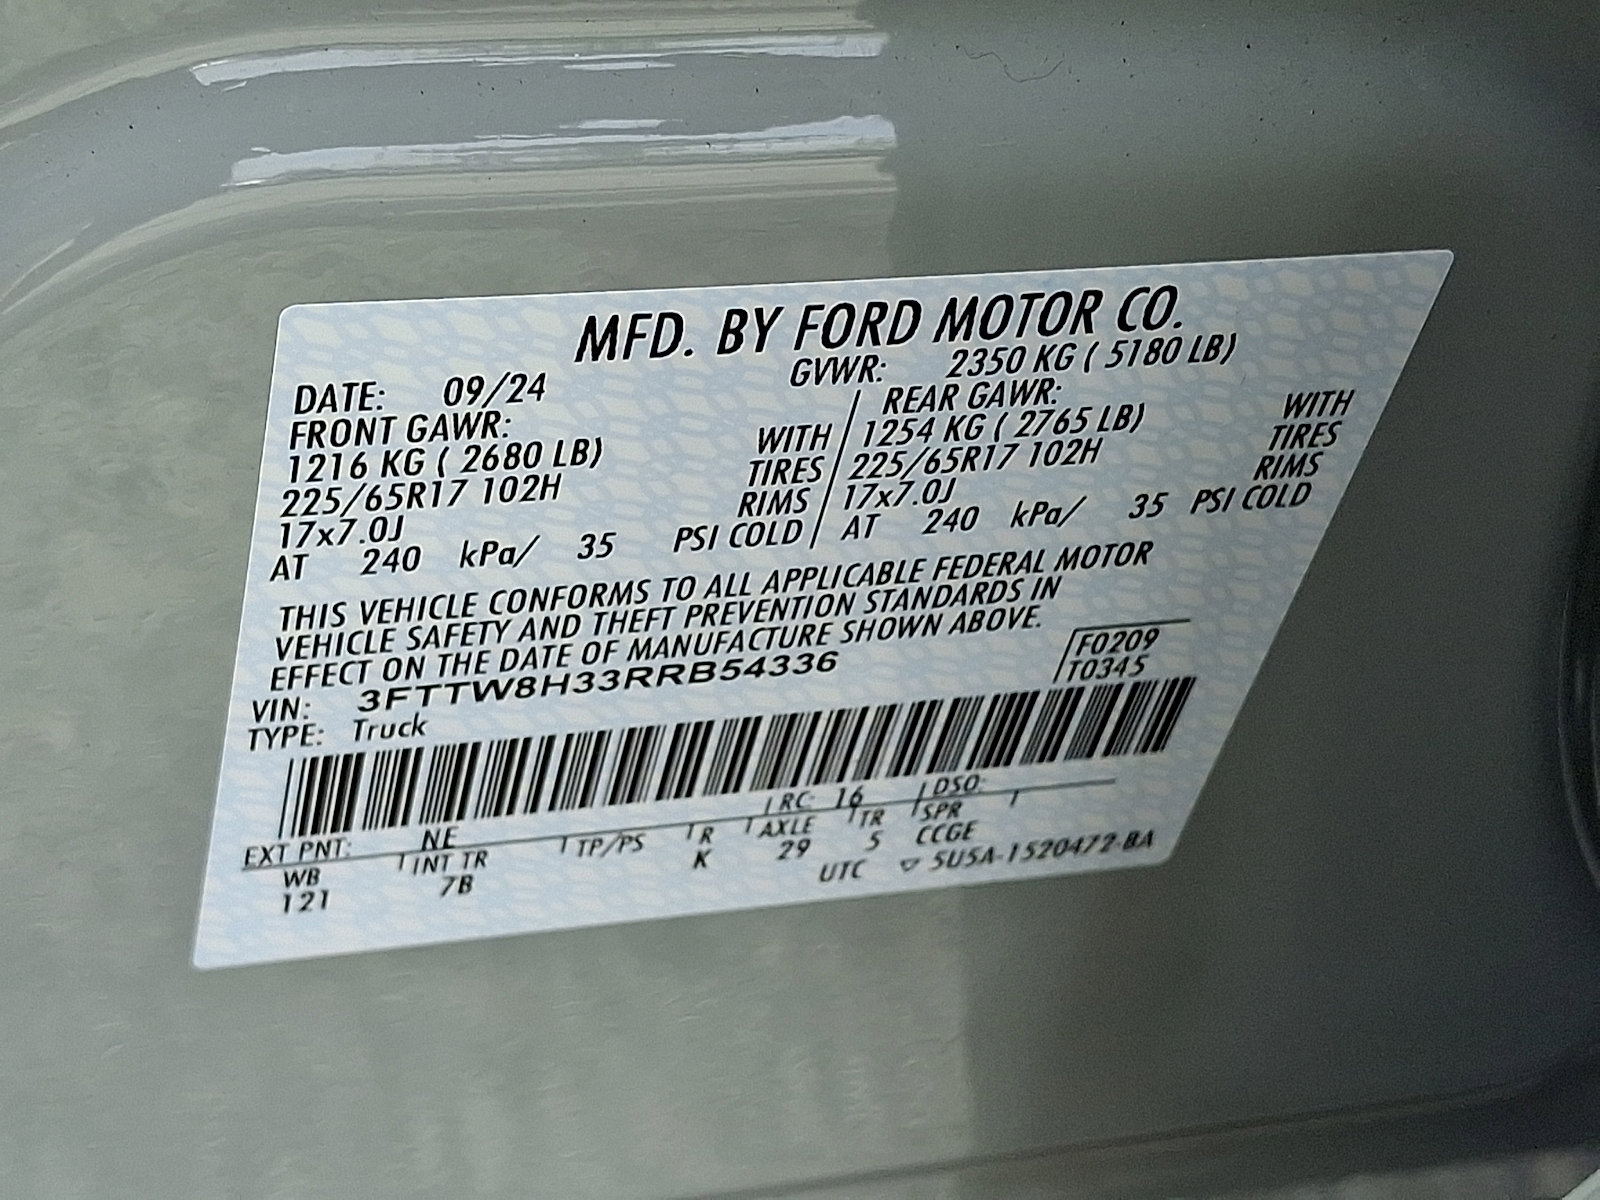 MFD. BY FORD MOTOR CO.
DATE: 09/24 GVWR: 2350 KG ( 5180 LB)
FRONT GAWR: REAR GAWR:
1216 KG ( 2680 LB) WITH / 1254 KG ( 2765 LB) WITH
225/65R17 102H TIRES / 225/65R17 102H TIRES
17x7.0J RIMS / 17x7.0J RIMS
AT 240 kPa/ 35 PSI COLD / AT 240 kPa/ 35 PSI COLD
THIS VEHICLE CONFORMS TO ALL APPLICABLE FEDERAL MOTOR
VEHICLE SAFETY AND THEFT PREVENTION STANDARDS IN
EFFECT ON THE DATE OF MANUFACTURE SHOWN ABOVE.
VIN: 3FTTW8H33RRB54336 F0209
TYPE: Truck T0345
EXT PNT: NE RC: 16 DSO:
WB INT TR TP/PS R AXLE TR SPR
121 7B K 29 5 CCGE
UTC ▽ 5U5A-1520472-BA